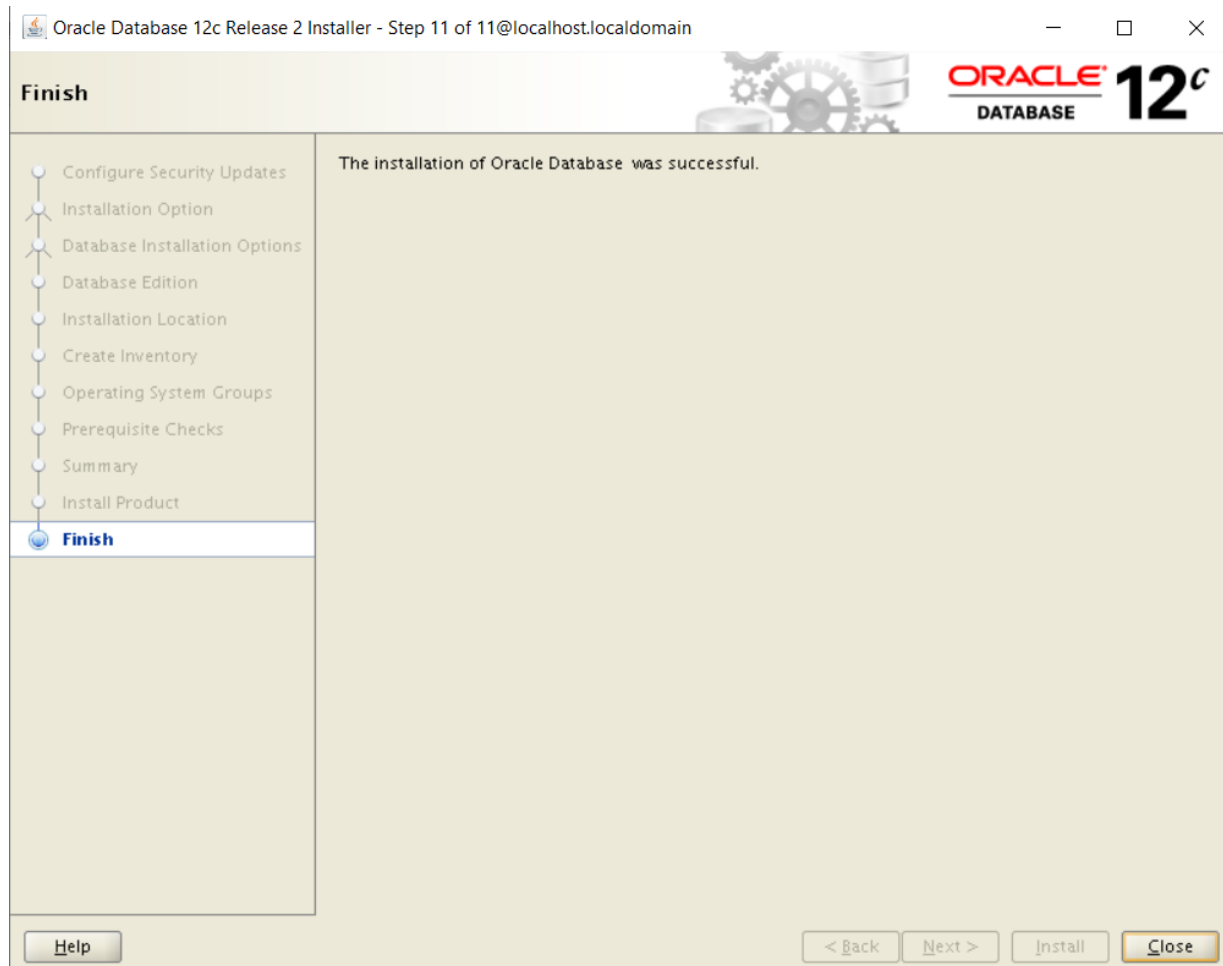 Oracle Database 12c Release 2 Installer - Step 11 of 11@localhost.localdomain
Finish
ORACLE
DATABASE
12c
Configure Security Updates
Installation Option
Database Installation Options
Database Edition
Installation Location
Create Inventory
Operating System Groups
Prerequisite Checks
Summary
Install Product
Finish
The installation of Oracle Database was successful.
Help
< Back
Next >
Install
Close